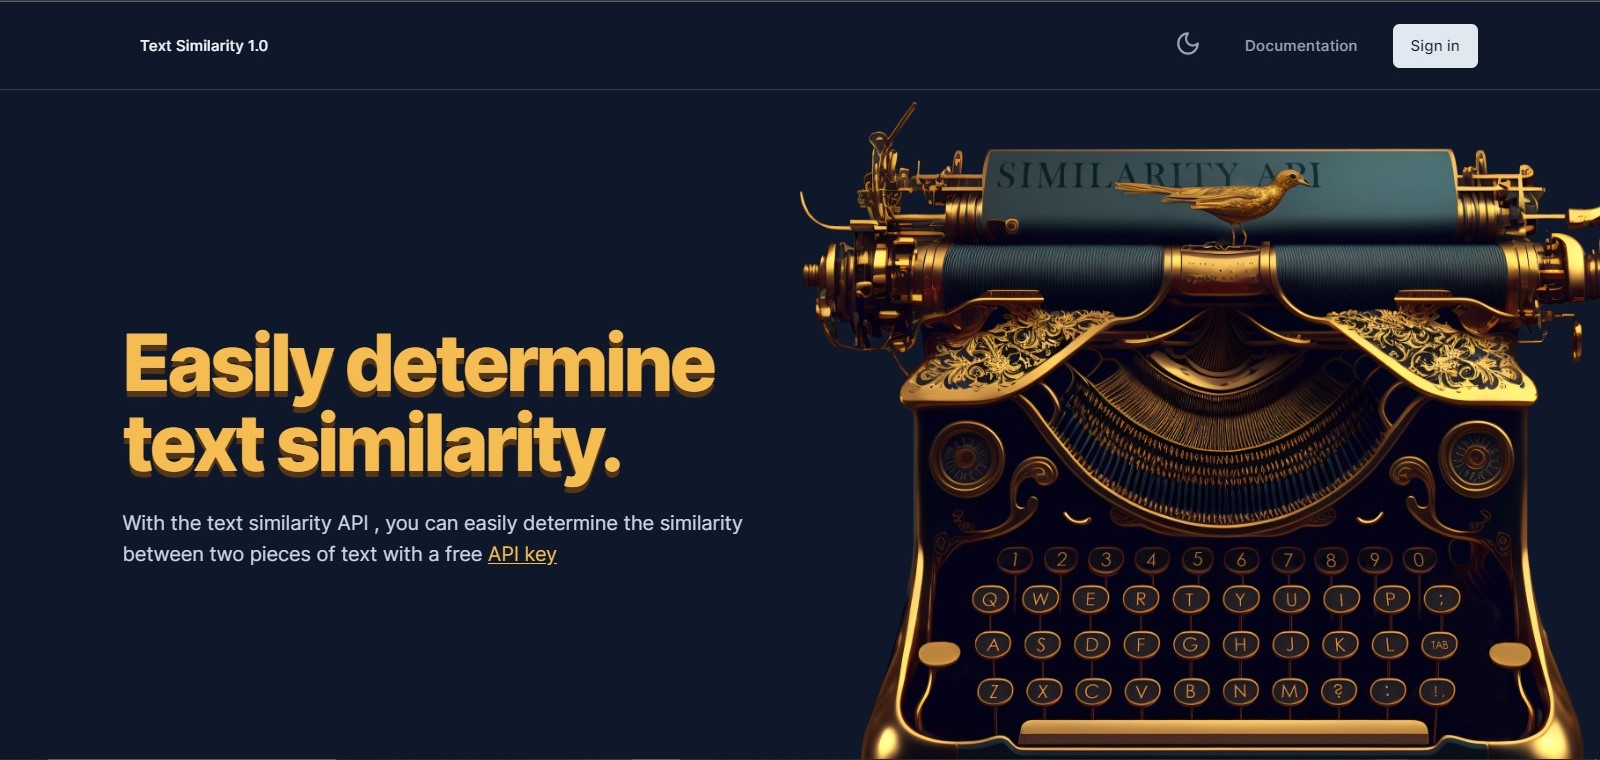 Text Similarity 1.0
Documentation
Sign in
SIMILARITY API
Easily determine
text similarity.
With the text similarity API , you can easily determine the similarity
between two pieces of text with a free API key
1 2 3 4 5 6 7 8 9 0
Q W E R T Y U I P ;
A S D F G H J K L TAB
Z X C V B N M ? : !,